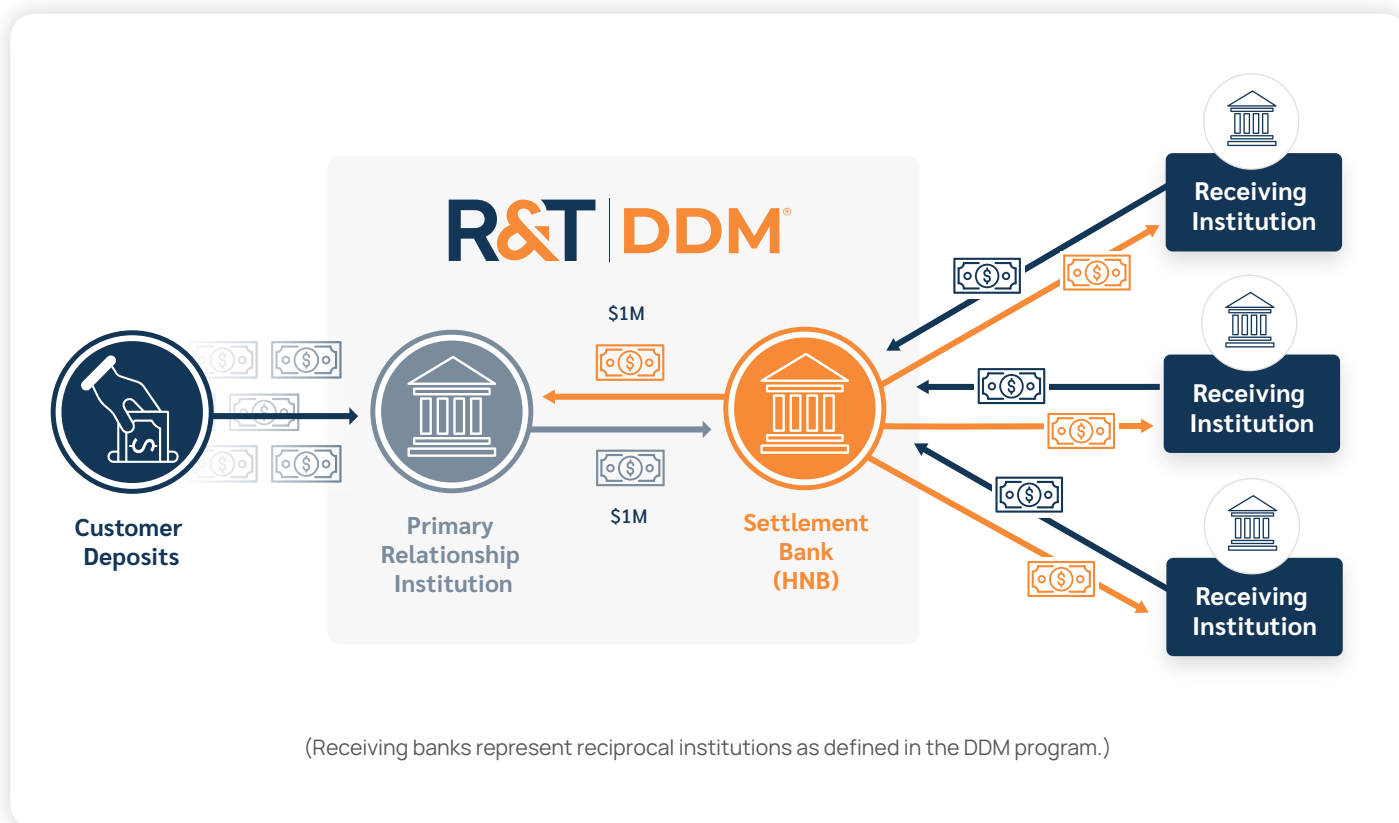 R&T | DDM®
$1M
$1M
Customer
Deposits
Primary
Relationship
Institution
Settlement
Bank
(HNB)
Receiving
Institution
Receiving
Institution
Receiving
Institution
(Receiving banks represent reciprocal institutions as defined in the DDM program.)